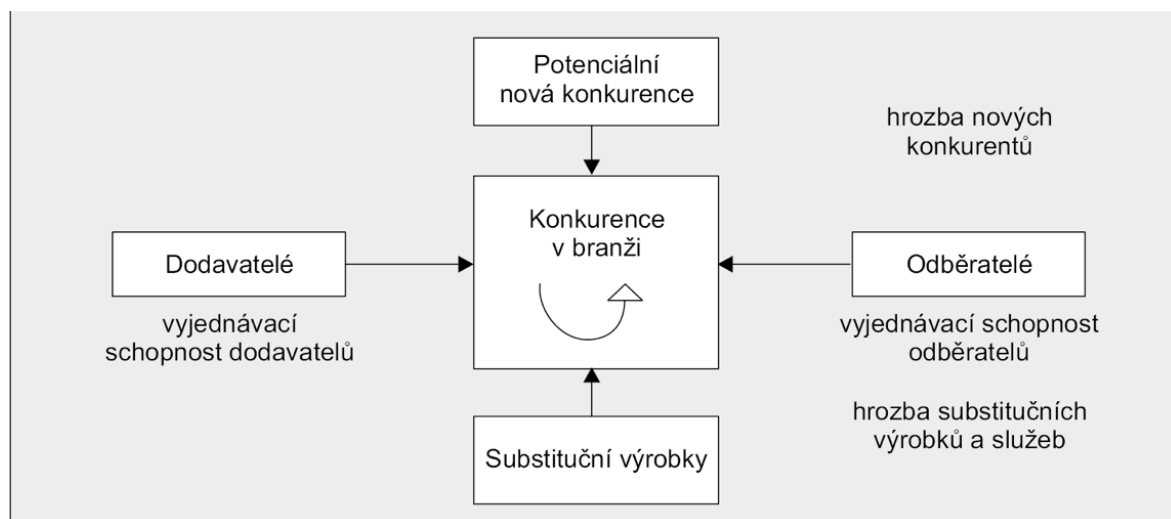 Potenciální
nová konkurence
hrozba nových
konkurentů
Konkurence
v branži
Dodavatelé
Odběratelé
vyjednávací
schopnost dodavatelů
vyjednávací schopnost
odběratelů
hrozba substitučních
výrobků a služeb
Substituční výrobky